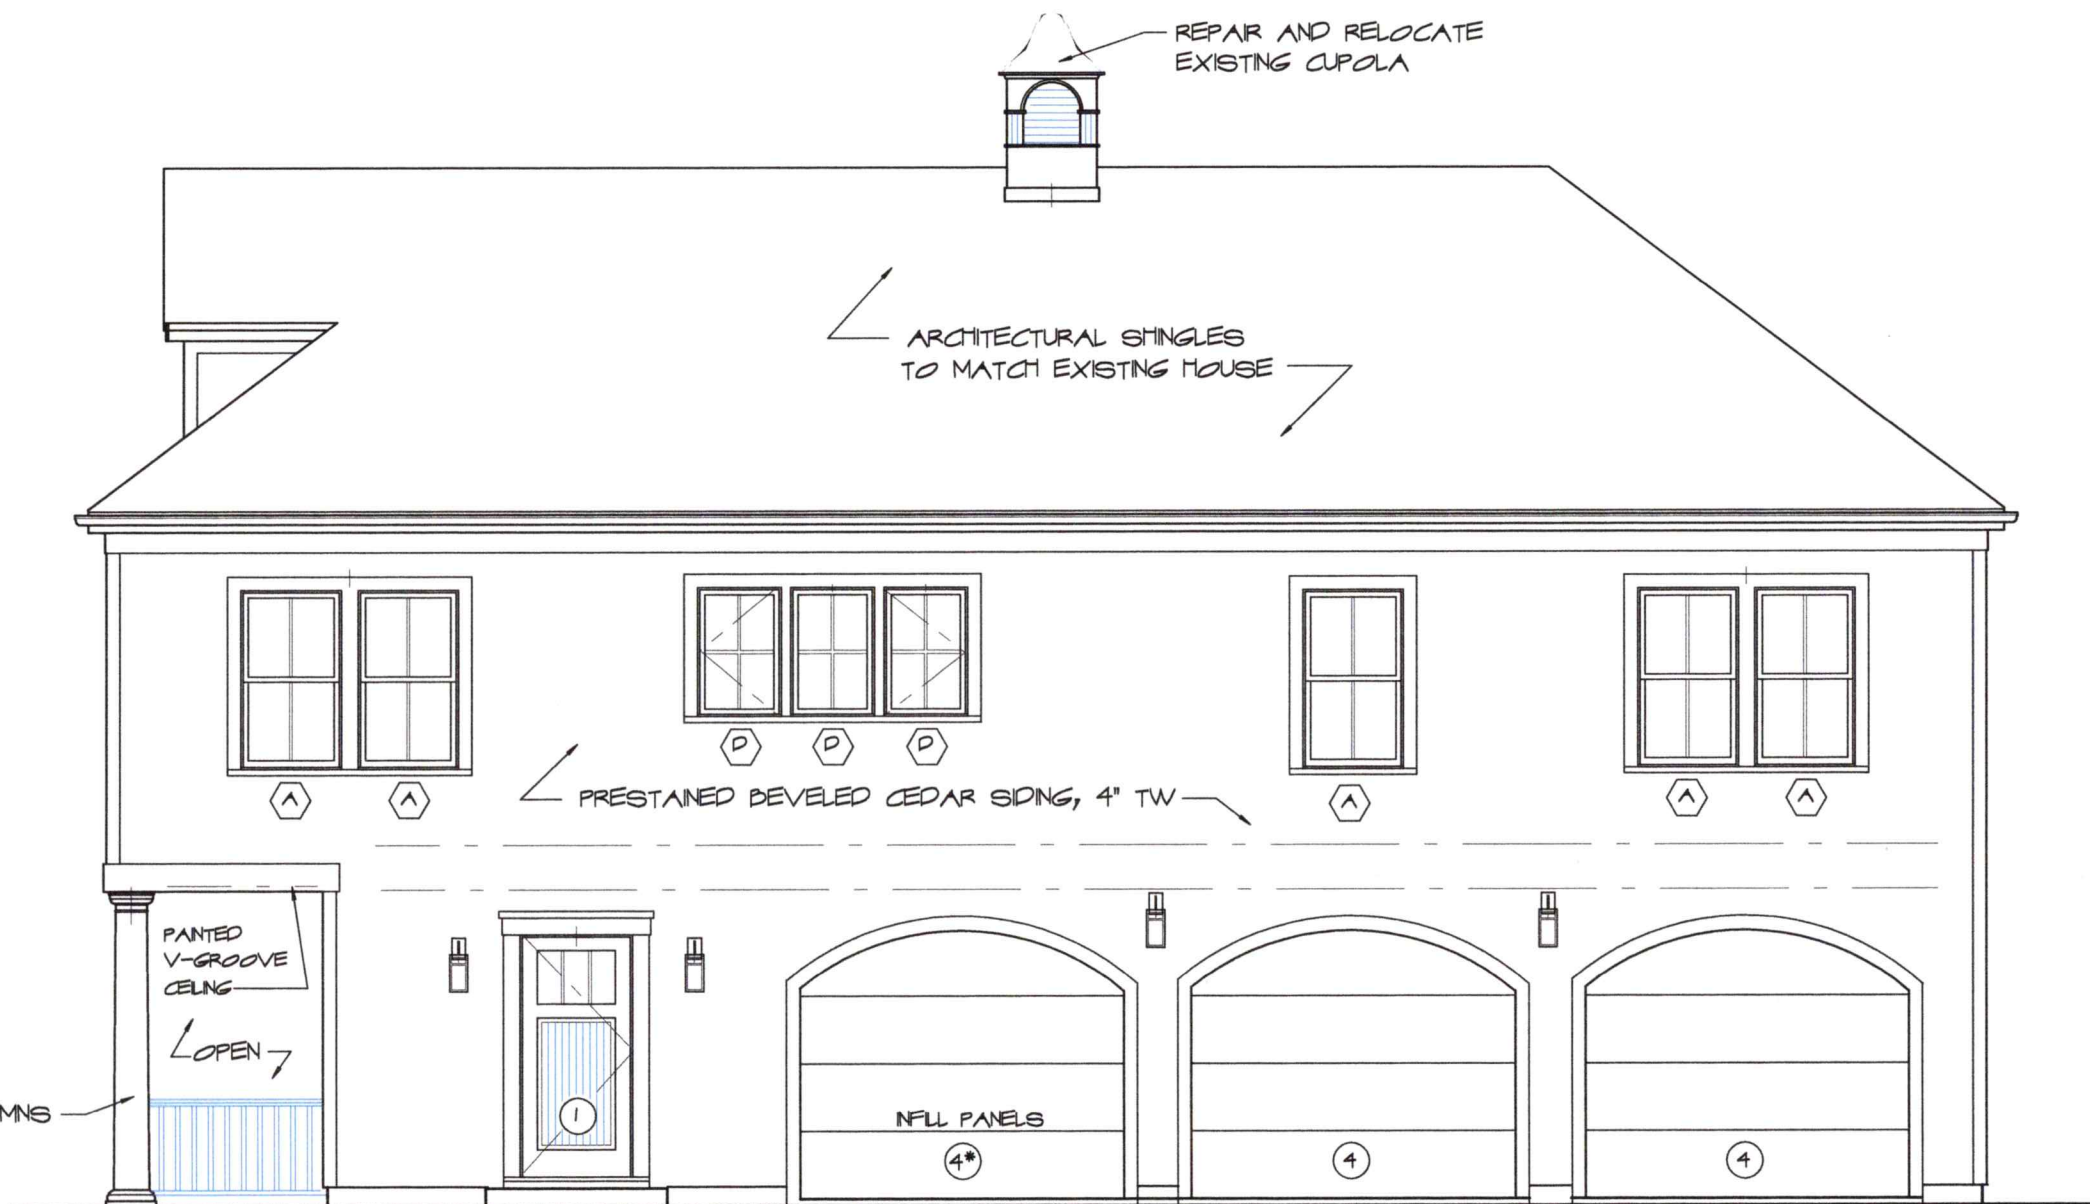 REPAIR AND RELOCATE
EXISTING CUPOLA
ARCHITECTURAL SHINGLES
TO MATCH EXISTING HOUSE
D D D
A A A A A
PRESTAINED BEVELED CEDAR SIDING, 4" TW
PAINTED
V-GROOVE
CEILING
OPEN
MNS
1
INFILL PANELS
4* 4 4